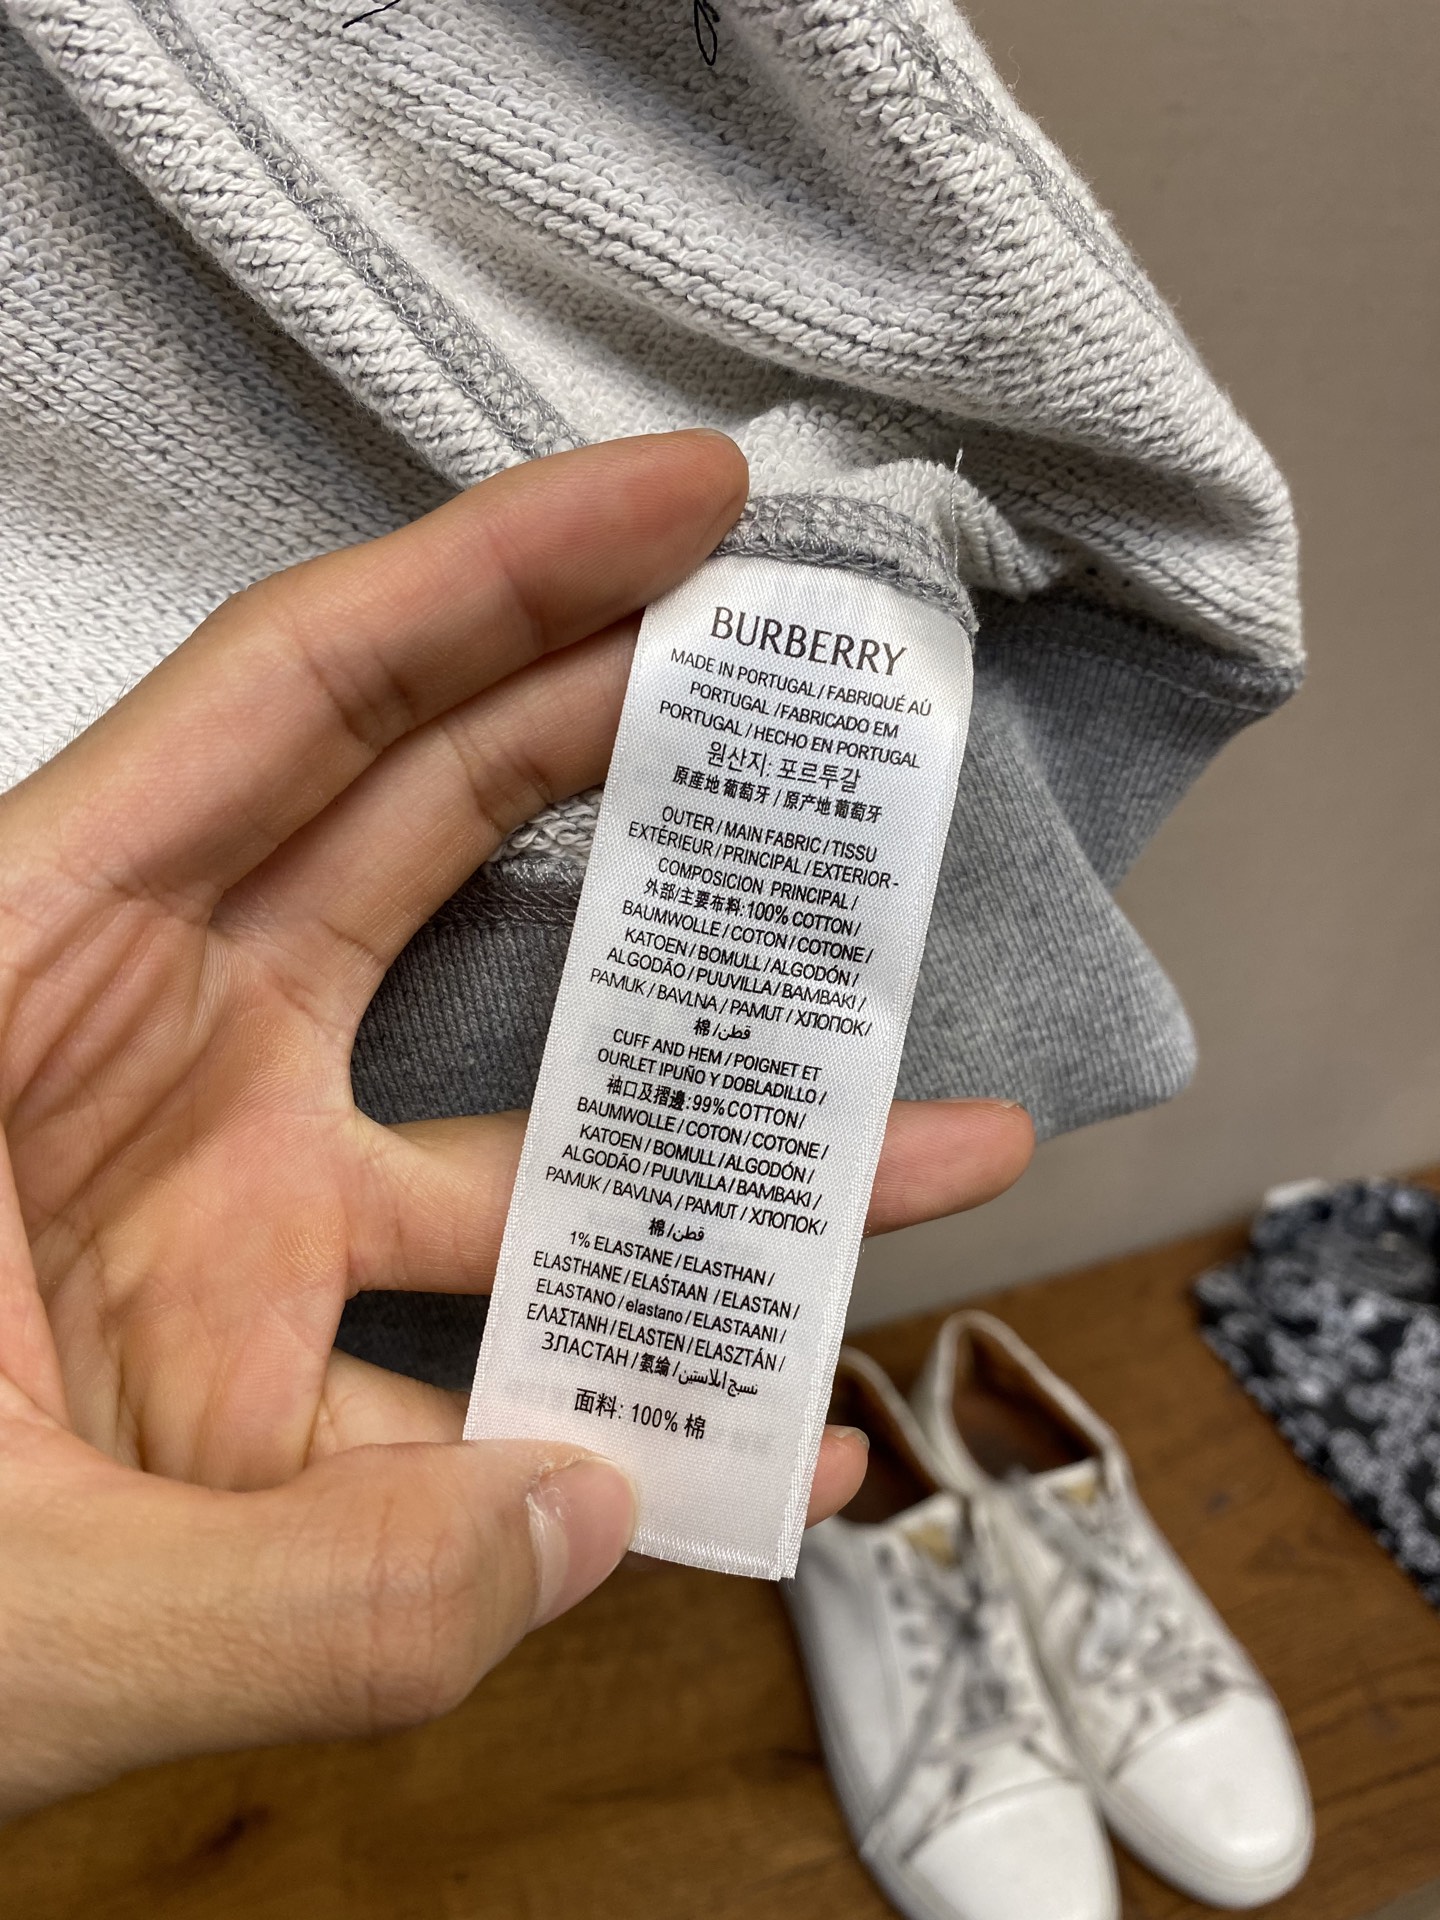 BURBERRY
MADE IN PORTUGAL / FABRIQUÉ AÚ
PORTUGAL / FABRICADO EM
PORTUGAL / HECHO EN PORTUGAL
원산지: 포르투갈
原產地 葡萄牙 / 原产地 葡萄牙
OUTER / MAIN FABRIC / TISSU
EXTÉRIEUR / PRINCIPAL / EXTERIOR -
COMPOSICION PRINCIPAL /
外部/主要布料:100% COTTON /
BAUMWOLLE / COTON / COTONE /
KATOEN / BOMULL / ALGODÓN /
ALGODÃO / PUUVILLA / BAMBAKI /
PAMUK / BAVLNA / PAMUT / ХЛОПОК/
棉 /قطن
CUFF AND HEM / POIGNET ET
OURLET IPUÑO Y DOBLADILLO /
袖口及摺邊:99% COTTON /
BAUMWOLLE / COTON / COTONE /
KATOEN / BOMULL / ALGODÓN /
ALGODÃO / PUUVILLA / BAMBAKI /
PAMUK / BAVLNA / PAMUT / ХЛОПОК/
棉 /قطن
1% ELASTANE / ELASTHAN /
ELASTHANE / ELAŚTAAN / ELASTAN /
ELASTANO / elastano / ELASTAANI /
ΕΛΑΣΤΑΝΗ / ELASTEN / ELASZTÁN /
ЗЛАСТАН / 氨纶 / نسيج إيلاستين
面料: 100% 棉